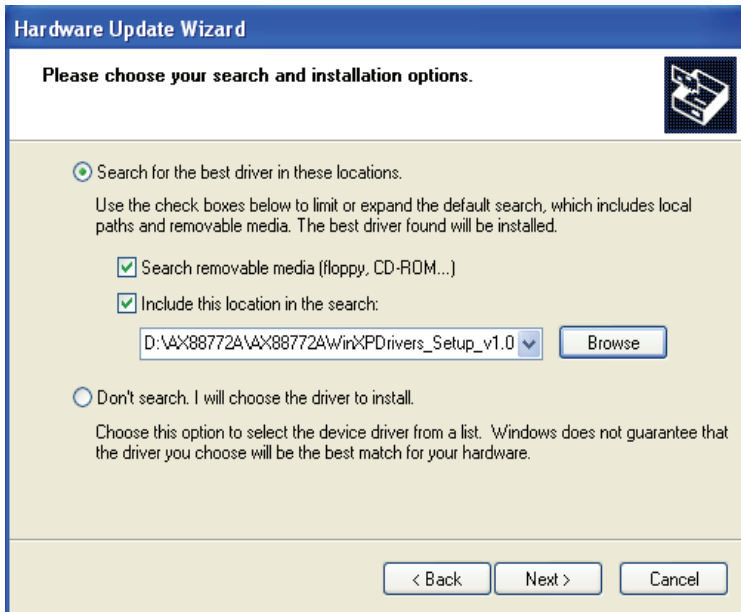 Hardware Update Wizard
Please choose your search and installation options.
Search for the best driver in these locations.
Use the check boxes below to limit or expand the default search, which includes local
paths and removable media. The best driver found will be installed.
Search removable media (floppy, CD-ROM...)
Include this location in the search:
D:\AX88772A\AX88772AWinXPDrivers_Setup_v1.0
Browse
Don't search. I will choose the driver to install.
Choose this option to select the device driver from a list. Windows does not guarantee that
the driver you choose will be the best match for your hardware.
< Back Next > Cancel